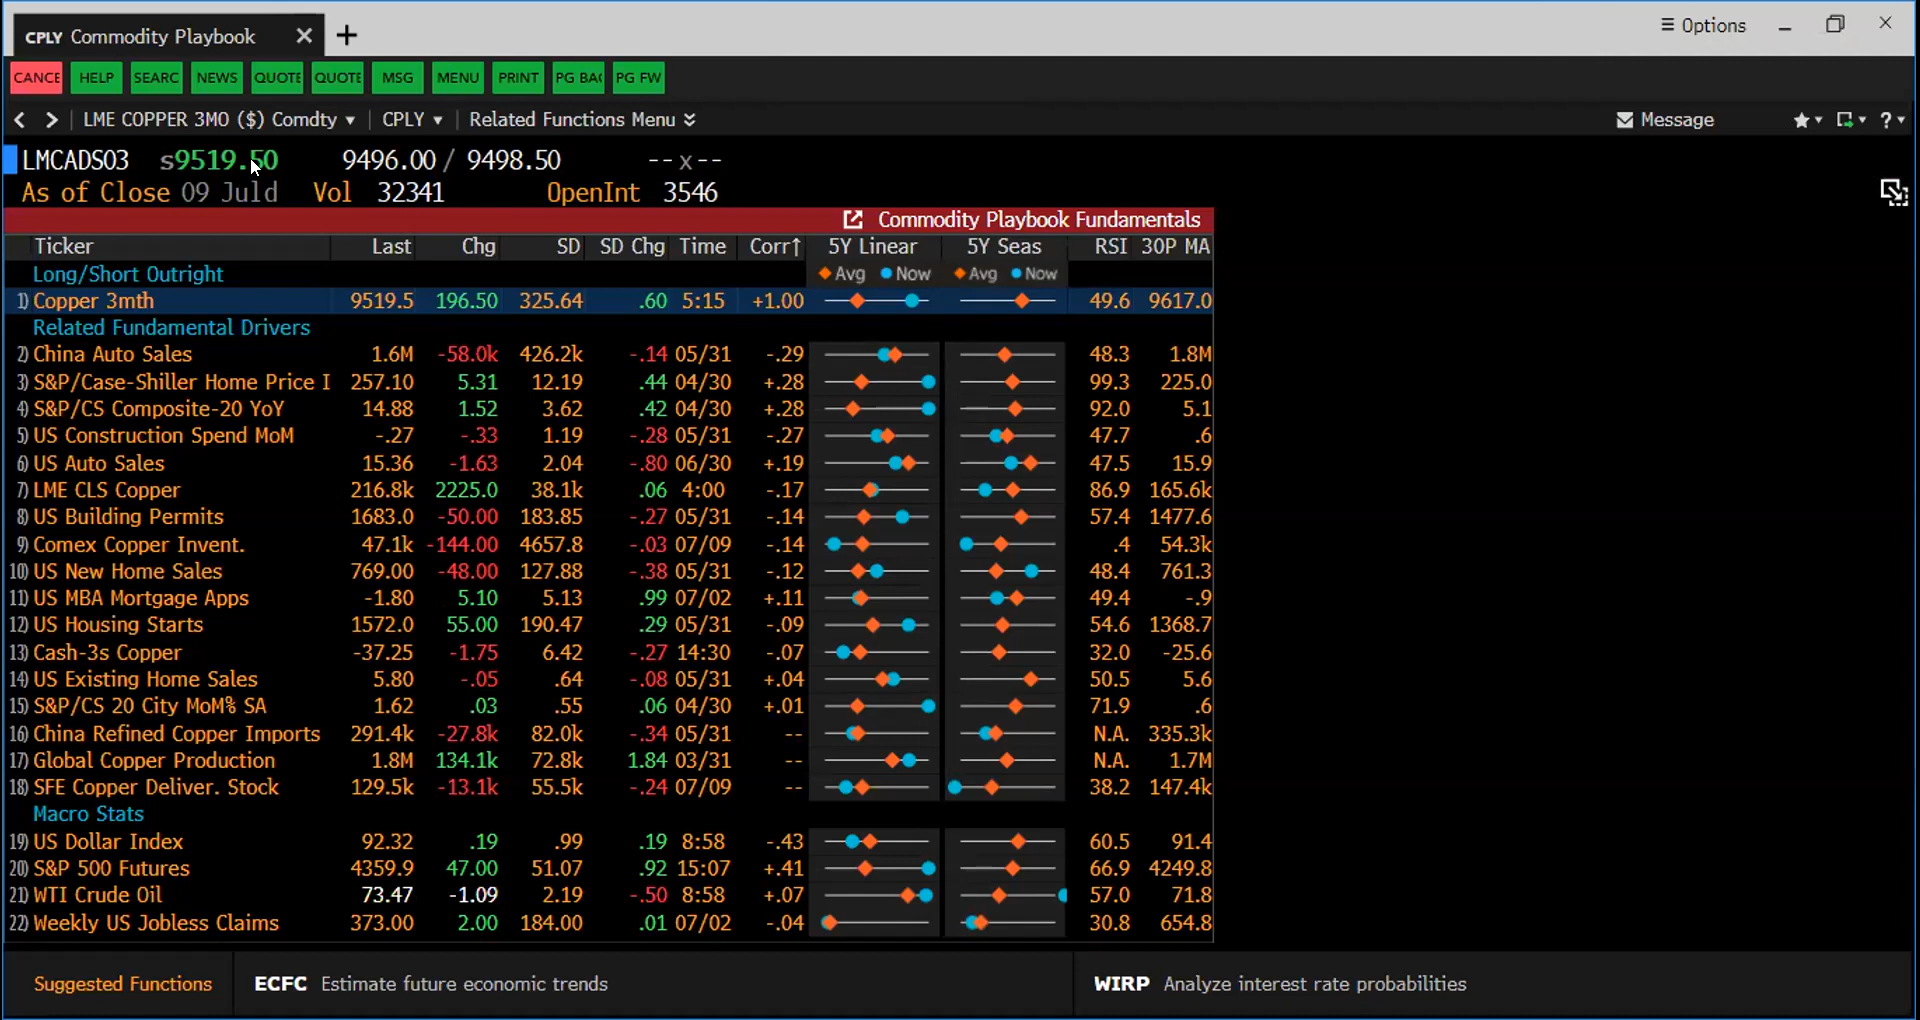 CPLY Commodity Playbook × + ☰ Options
CANCE HELP SEARC NEWS QUOTE QUOTE MSG MENU PRINT PG BAC PG FW
< > LME COPPER 3MO ($) Comdty ▾ CPLY ▾ Related Functions Menu Message ?
LMCADS03 s9519.50 9496.00 / 9498.50 --x--
As of Close 09 Juld Vol 32341 OpenInt 3546
Commodity Playbook Fundamentals
Ticker Last Chg SD SD Chg Time Corr↑ 5Y Linear 5Y Seas RSI 30P MA
Long/Short Outright Avg Now Avg Now
1) Copper 3mth 9519.5 196.50 325.64 .60 5:15 +1.00 49.6 9617.0
Related Fundamental Drivers
2) China Auto Sales 1.6M -58.0k 426.2k -.14 05/31 -.29 48.3 1.8M
3) S&P/Case-Shiller Home Price I 257.10 5.31 12.19 .44 04/30 +.28 99.3 225.0
4) S&P/CS Composite-20 YoY 14.88 1.52 3.62 .42 04/30 +.28 92.0 5.1
5) US Construction Spend MoM -.27 -.33 1.19 -.28 05/31 -.27 47.7 .6
6) US Auto Sales 15.36 -1.63 2.04 -.80 06/30 +.19 47.5 15.9
7) LME CLS Copper 216.8k 2225.0 38.1k .06 4:00 -.17 86.9 165.6k
8) US Building Permits 1683.0 -50.00 183.85 -.27 05/31 -.14 57.4 1477.6
9) Comex Copper Invent. 47.1k -144.00 4657.8 -.03 07/09 -.14 .4 54.3k
10) US New Home Sales 769.00 -48.00 127.88 -.38 05/31 -.12 48.4 761.3
11) US MBA Mortgage Apps -1.80 5.10 5.13 .99 07/02 +.11 49.4 -.9
12) US Housing Starts 1572.0 55.00 190.47 .29 05/31 -.09 54.6 1368.7
13) Cash-3s Copper -37.25 -1.75 6.42 -.27 14:30 -.07 32.0 -25.6
14) US Existing Home Sales 5.80 -.05 .64 -.08 05/31 +.04 50.5 5.6
15) S&P/CS 20 City MoM% SA 1.62 .03 .55 .06 04/30 +.01 71.9 .6
16) China Refined Copper Imports 291.4k -27.8k 82.0k -.34 05/31 -- N.A. 335.3k
17) Global Copper Production 1.8M 134.1k 72.8k 1.84 03/31 -- N.A. 1.7M
18) SFE Copper Deliver. Stock 129.5k -13.1k 55.5k -.24 07/09 -- 38.2 147.4k
Macro Stats
19) US Dollar Index 92.32 .19 .99 .19 8:58 -.43 60.5 91.4
20) S&P 500 Futures 4359.9 47.00 51.07 .92 15:07 +.41 66.9 4249.8
21) WTI Crude Oil 73.47 -1.09 2.19 -.50 8:58 +.07 57.0 71.8
22) Weekly US Jobless Claims 373.00 2.00 184.00 .01 07/02 -.04 30.8 654.8
Suggested Functions ECFC Estimate future economic trends WIRP Analyze interest rate probabilities